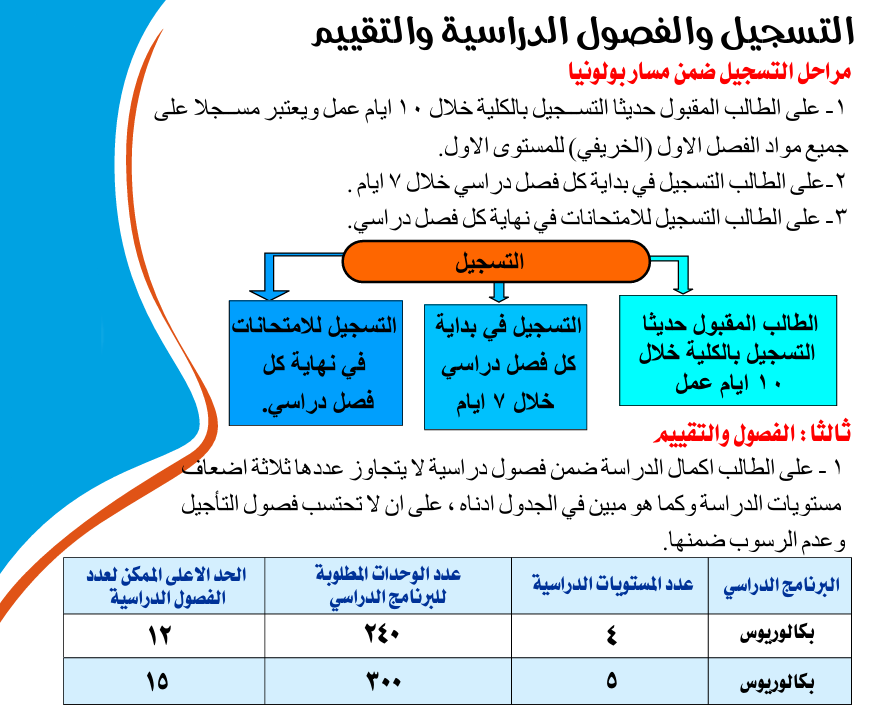 التسجيل والفصول الدراسية والتقييم
مراحل التسجيل ضمن مسار بولونيا
١- على الطالب المقبول حديثا التسجيل بالكلية خلال ١٠ ايام عمل ويعتبر مسجلا على
جميع مواد الفصل الاول (الخريفي) للمستوى الاول.
٢-على الطالب التسجيل في بداية كل فصل دراسي خلال ٧ ايام .
٣- على الطالب التسجيل للامتحانات في نهاية كل فصل دراسي.
التسجيل
الطالب المقبول حديثا
التسجيل بالكلية خلال
١٠ ايام عمل
التسجيل في بداية
كل فصل دراسي
خلال ٧ ايام
التسجيل للامتحانات
في نهاية كل
فصل دراسي.
ثالثا: الفصول والتقييم
١ - على الطالب اكمال الدراسة ضمن فصول دراسية لا يتجاوز عددها ثلاثة اضعاف
مستويات الدراسة وكما هو مبين في الجدول ادناه ، على ان لا تحتسب فصول التأجيل
وعدم الرسوب ضمنها.
البرنامج الدراسي عدد المستويات الدراسية عدد الوحدات المطلوبة للبرنامج الدراسي الحد الاعلى الممكن لعدد الفصول الدراسية
بكالوريوس ٤ ٢٤٠ ١٢
بكالوريوس ٥ ٣٠٠ ١٥